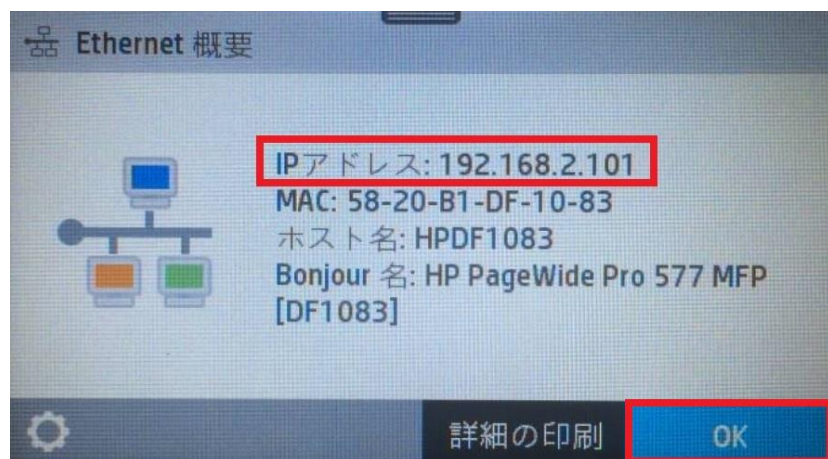 Ethernet 概要
IPアドレス: 192.168.2.101
MAC: 58-20-B1-DF-10-83
ホスト名: HPDF1083
Bonjour 名: HP PageWide Pro 577 MFP
[DF1083]
詳細の印刷
OK